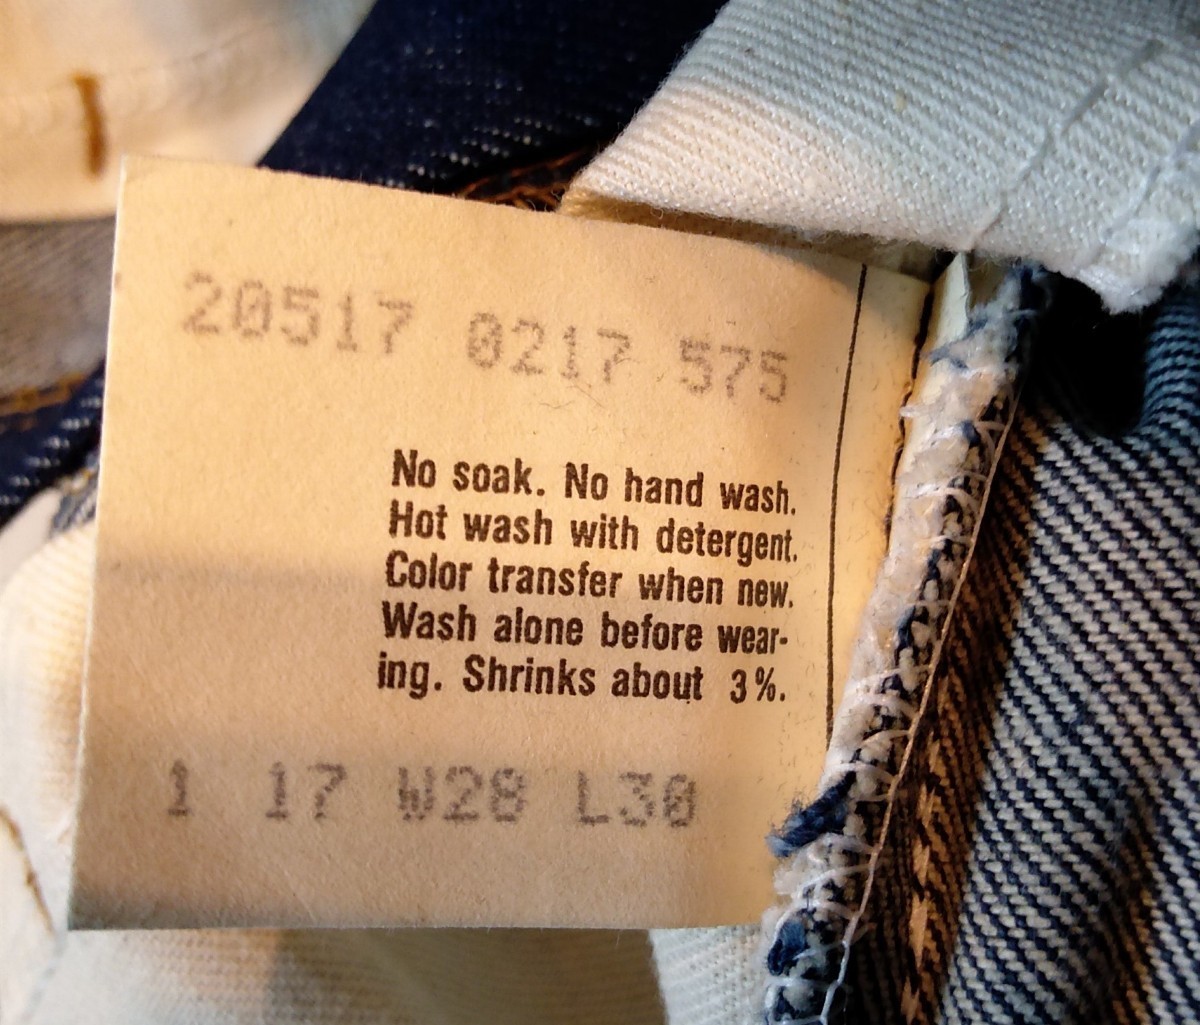 20517 0217 575
No soak. No hand wash.
Hot wash with detergent.
Color transfer when new.
Wash alone before wear-
ing. Shrinks about 3%.
1 17 W28 L30